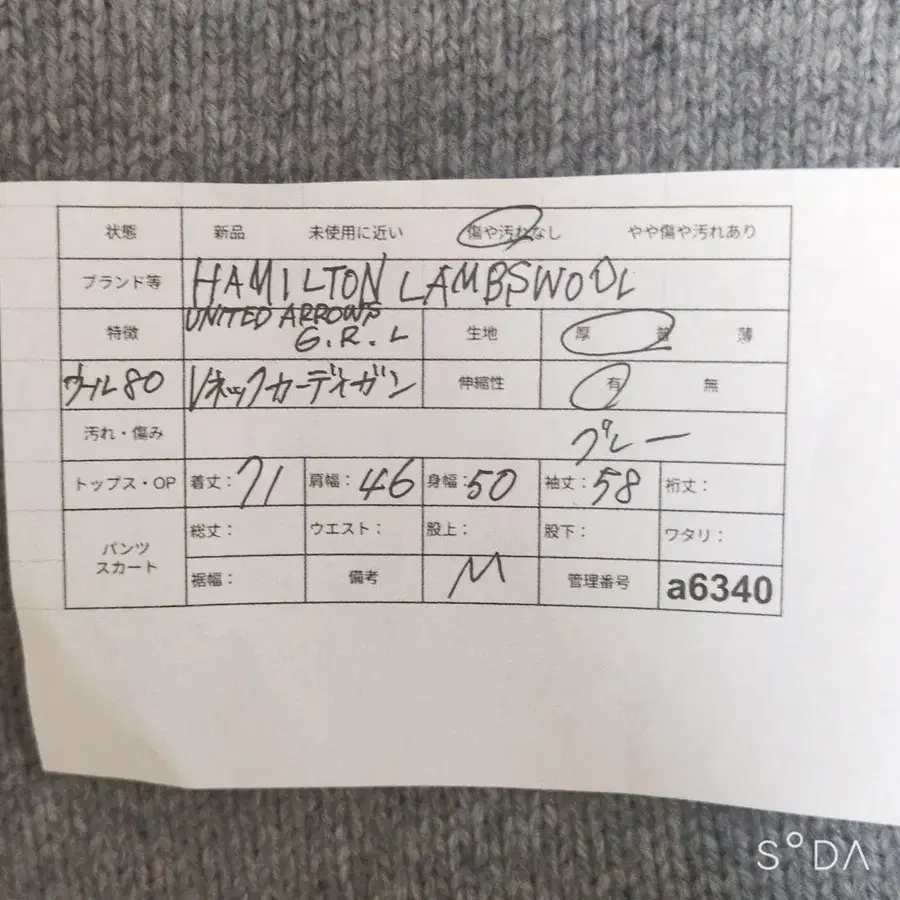 状態 新品 未使用に近い 傷や汚れなし やや傷や汚れあり
ブランド等 HAMILTON LAMBSWOOL
UNITED ARROWS
特徴 G.R.L 生地 厚 普 薄
ウール80 Vネックカーディガン 伸縮性 有 無
汚れ・傷み グレー
トップス・OP 着丈:71 肩幅:46 身幅:50 袖丈:58 裄丈:
パンツ スカート 総丈: ウエスト: 股上: 股下: ワタリ:
裾幅: 備考 M 管理番号 a6340
SODA